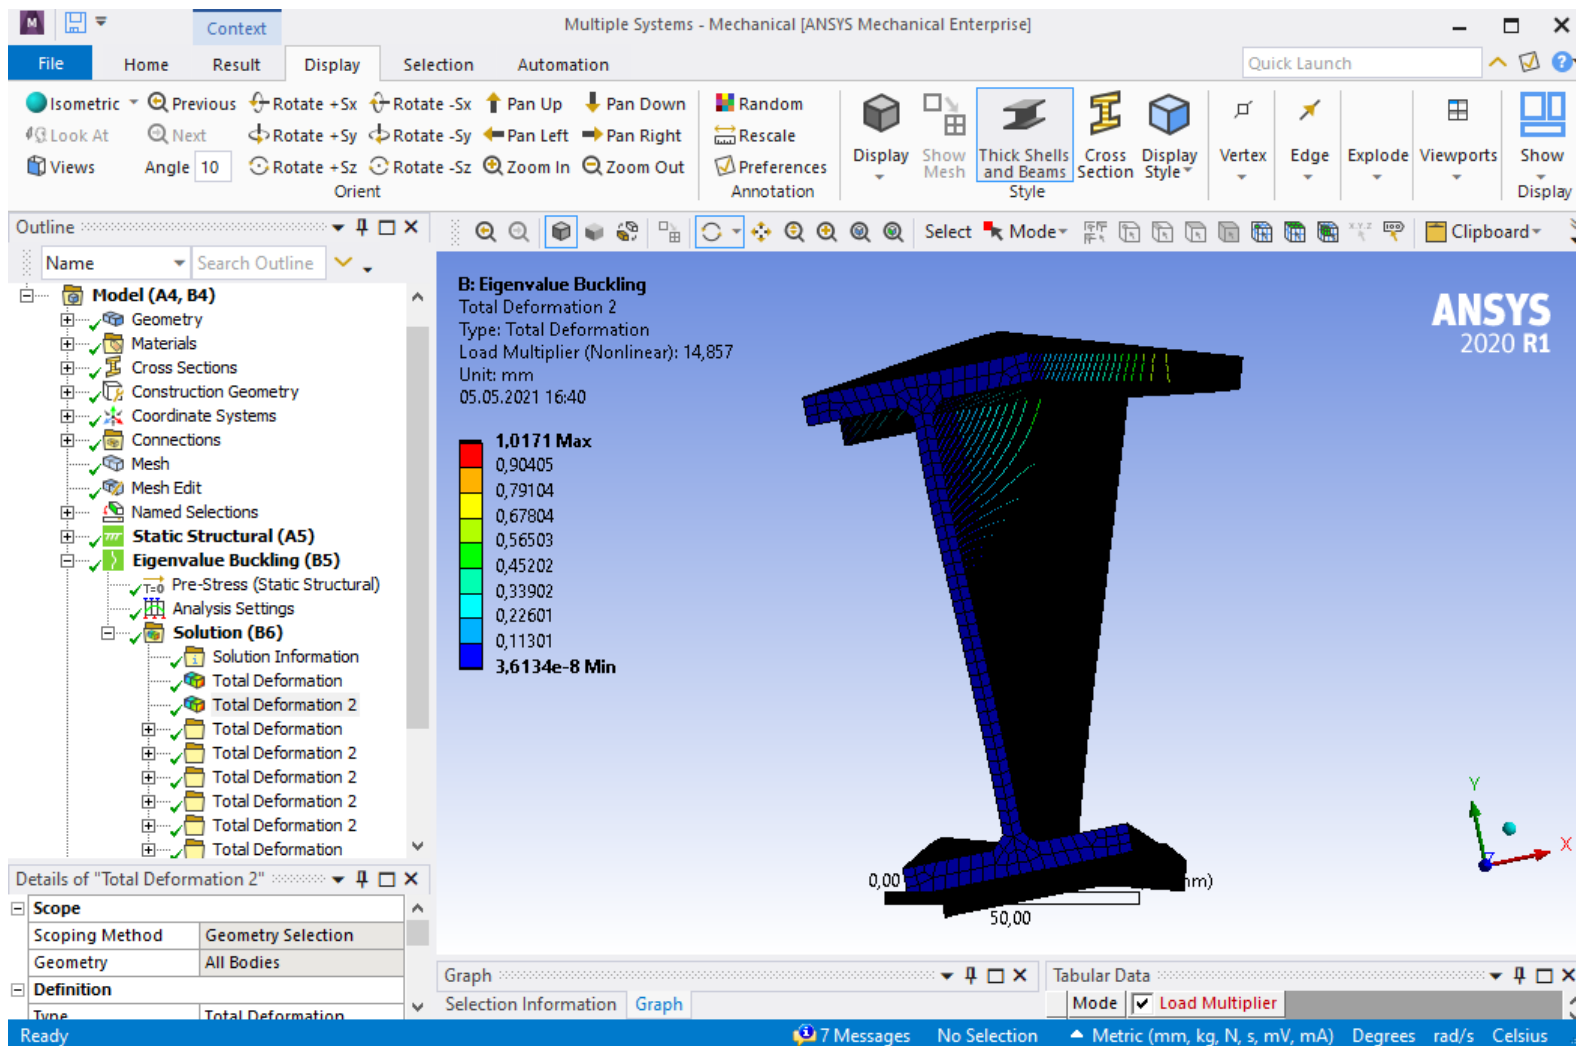 M
Context
Multiple Systems - Mechanical [ANSYS Mechanical Enterprise]
File Home Result Display Selection Automation
Quick Launch
Isometric Previous Rotate +Sx Rotate -Sx Pan Up Pan Down Random
Look At Next Rotate +Sy Rotate -Sy Pan Left Pan Right Rescale
Views Angle 10 Rotate +Sz Rotate -Sz Zoom In Zoom Out Preferences
Orient Annotation
Display Show Mesh Thick Shells and Beams Cross Section Display Style Vertex Edge Explode Viewports Show
Style Display
Outline
Select Mode Clipboard
Name Search Outline
Model (A4, B4)
Geometry
Materials
Cross Sections
Construction Geometry
Coordinate Systems
Connections
Mesh
Mesh Edit
Named Selections
Static Structural (A5)
Eigenvalue Buckling (B5)
T=0 Pre-Stress (Static Structural)
Analysis Settings
Solution (B6)
Solution Information
Total Deformation
Total Deformation 2
Total Deformation
Total Deformation 2
Total Deformation 2
Total Deformation 2
Total Deformation 2
Total Deformation
Details of "Total Deformation 2"
Scope
Scoping Method Geometry Selection
Geometry All Bodies
Definition
Type Total Deformation
B: Eigenvalue Buckling
Total Deformation 2
Type: Total Deformation
Load Multiplier (Nonlinear): 14,857
Unit: mm
05.05.2021 16:40
1,0171 Max
0,90405
0,79104
0,67804
0,56503
0,45202
0,33902
0,22601
0,11301
3,6134e-8 Min
ANSYS
2020 R1
Y
X
Z
0,00
50,00
Graph
Selection Information Graph
Tabular Data
Mode Load Multiplier
Ready 7 Messages No Selection Metric (mm, kg, N, s, mV, mA) Degrees rad/s Celsius